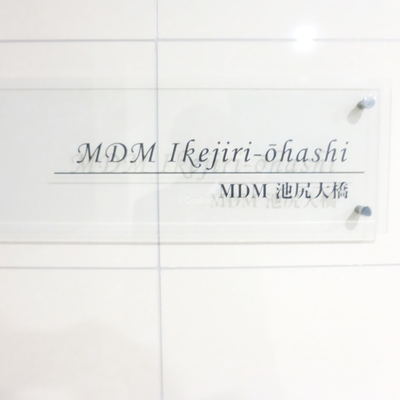 MDM Ikejiri-ōhashi
MDM 池尻大橋